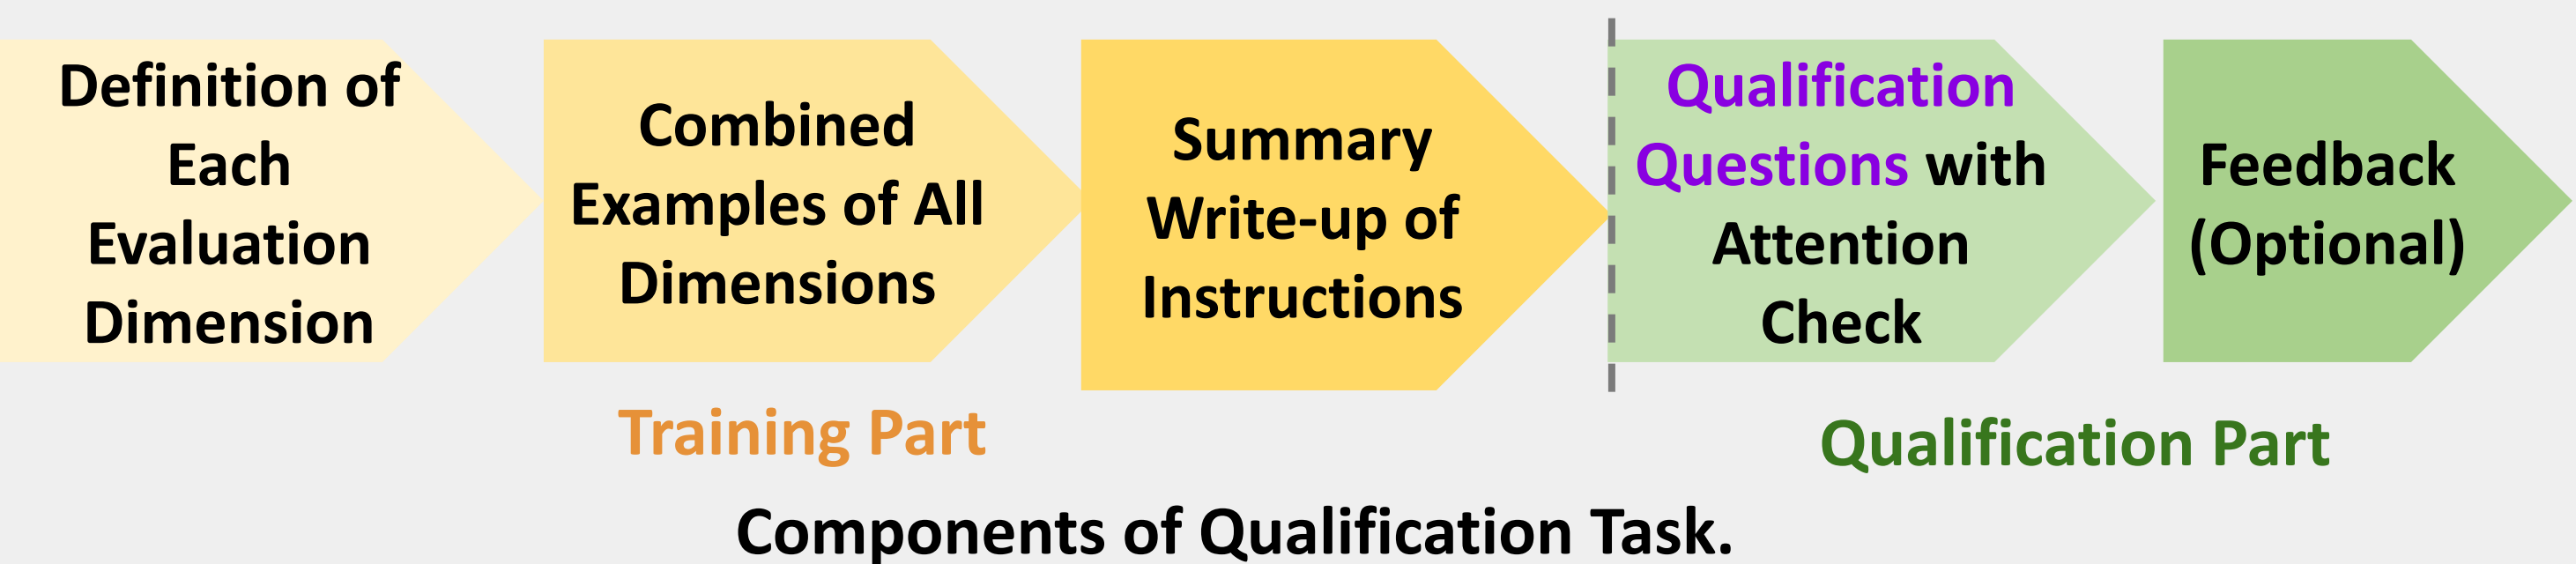 Definition of
Each
Evaluation
Dimension
Combined
Examples of All
Dimensions
Summary
Write-up of
Instructions
Qualification
Questions with
Attention
Check
Feedback
(Optional)
Training Part
Qualification Part
Components of Qualification Task.